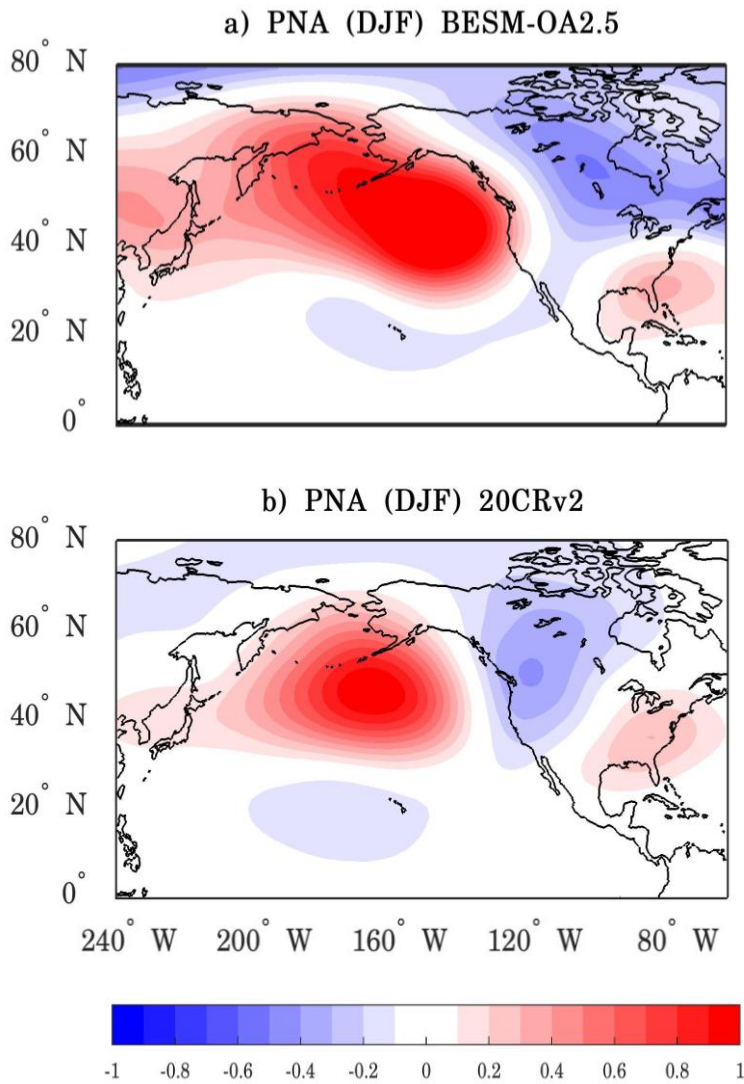 a) PNA (DJF) BESM-OA2.5
80° N
60° N
40° N
20° N
0°
b) PNA (DJF) 20CRv2
80° N
60° N
40° N
20° N
0°
240° W 200° W 160° W 120° W 80° W
-1 -0.8 -0.6 -0.4 -0.2 0 0.2 0.4 0.6 0.8 1